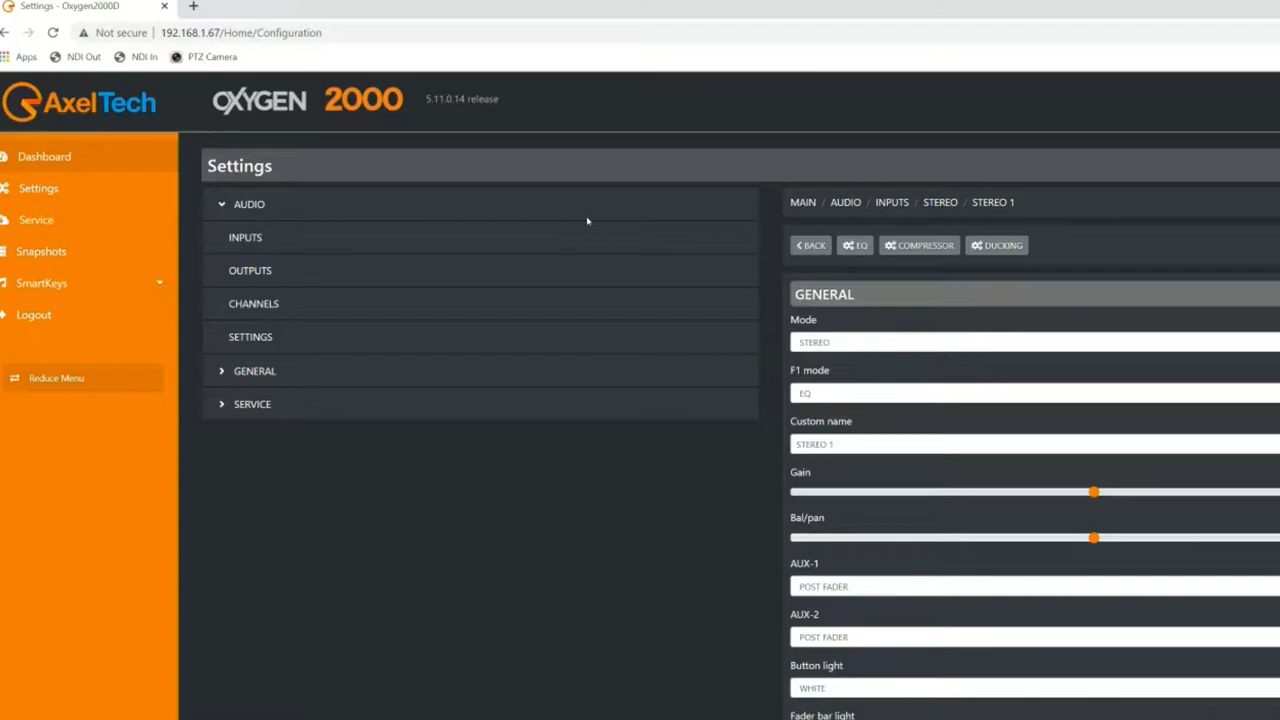 Settings - Oxygen2000D
Not secure 192.168.1.67/Home/Configuration
Apps NDI Out NDI In PTZ Camera
AxelTech OXYGEN 2000 5.11.0.14 release
Dashboard
Settings
Service
Snapshots
SmartKeys
Logout
Reduce Menu
Settings
AUDIO
INPUTS
OUTPUTS
CHANNELS
SETTINGS
GENERAL
SERVICE
MAIN / AUDIO / INPUTS / STEREO / STEREO 1
BACK EQ COMPRESSOR DUCKING
GENERAL
Mode
STEREO
F1 mode
EQ
Custom name
STEREO 1
Gain
Bal/pan
AUX-1
POST FADER
AUX-2
POST FADER
Button light
WHITE
Fader bar light